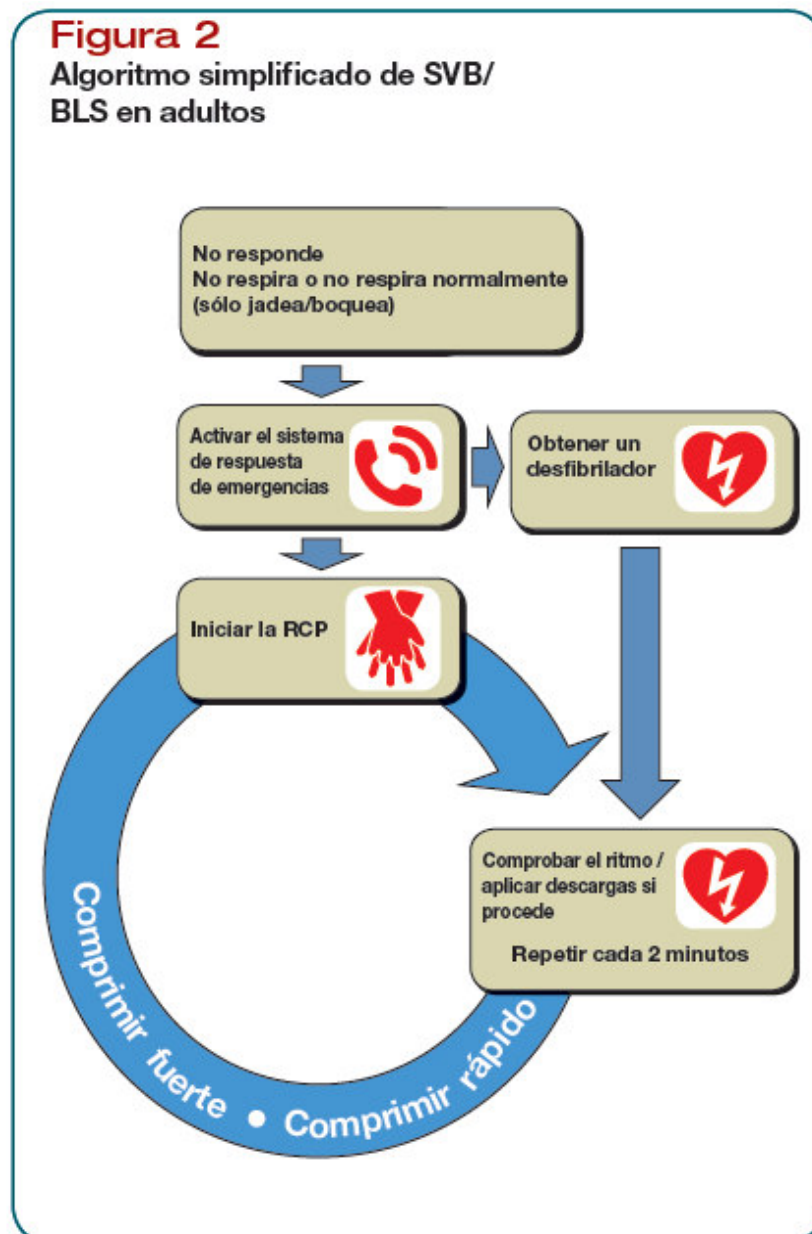 Figura 2
Algoritmo simplificado de SVB/
BLS en adultos
No responde
No respira o no respira normalmente
(sólo jadea/boquea)
Activar el sistema
de respuesta
de emergencias
Obtener un
desfibrilador
Iniciar la RCP
Comprobar el ritmo /
aplicar descargas si
procede
Repetir cada 2 minutos
Comprimir fuerte • Comprimir rápido